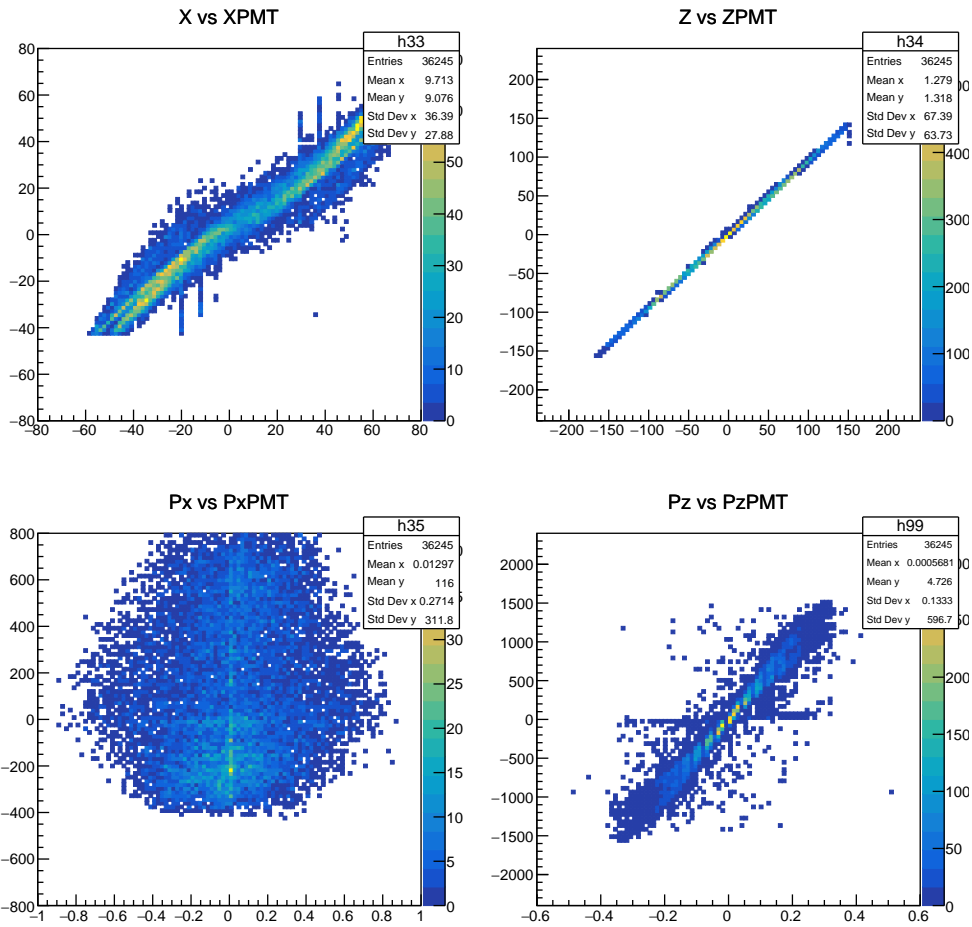 X vs XPMT
h33
Entries 36245
Mean x 9.713
Mean y 9.076
Std Dev x 36.39
Std Dev y 27.88
80
60
40
20
0
−20
−40
−60
−80
−80 −60 −40 −20 0 20 40 60 80
50
40
30
20
10
0
Z vs ZPMT
h34
Entries 36245
Mean x 1.279
Mean y 1.318
Std Dev x 67.39
Std Dev y 63.73
200
150
100
50
0
−50
−100
−150
−200
−200 −150 −100 −50 0 50 100 150 200
400
300
200
100
0
Px vs PxPMT
h35
Entries 36245
Mean x 0.01297
Mean y 116
Std Dev x 0.2714
Std Dev y 311.8
800
600
400
200
0
−200
−400
−600
−800
−1 −0.8 −0.6 −0.4 −0.2 0 0.2 0.4 0.6 0.8 1
30
25
20
15
10
5
0
Pz vs PzPMT
h99
Entries 36245
Mean x 0.0005681
Mean y 4.726
Std Dev x 0.1333
Std Dev y 596.7
2000
1500
1000
500
0
−500
−1000
−1500
−2000
−0.6 −0.4 −0.2 0 0.2 0.4 0.6
200
150
100
50
0